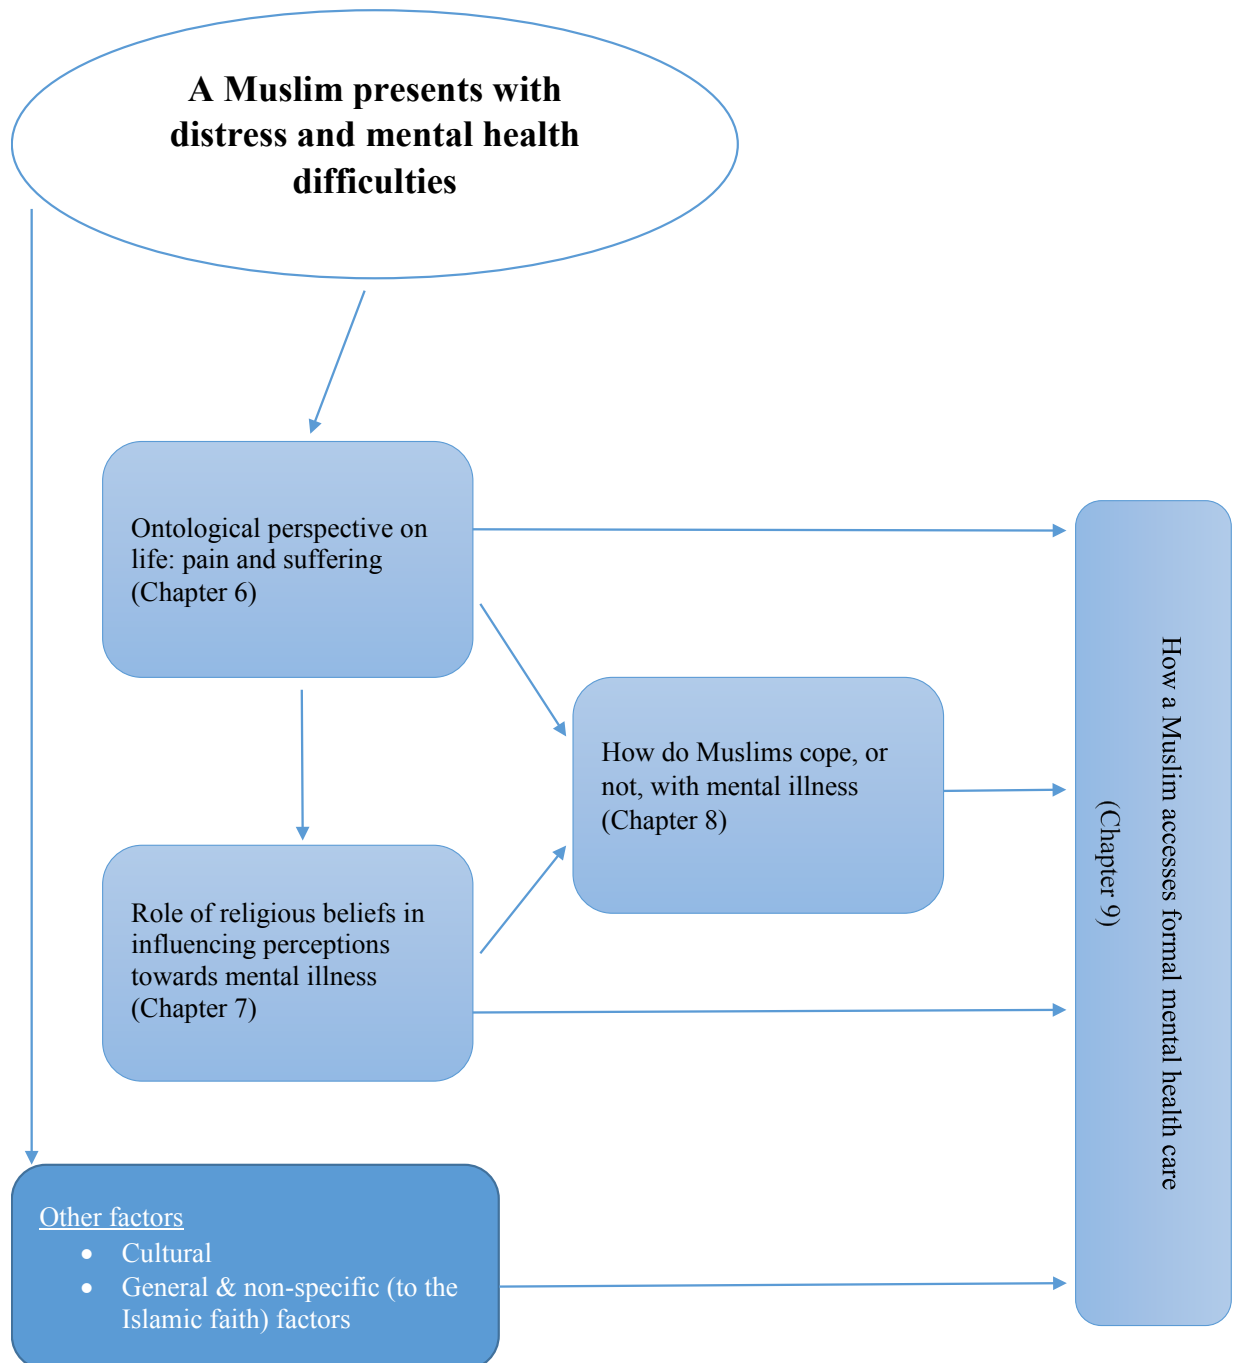 A Muslim presents with
distress and mental health
difficulties
Ontological perspective on
life: pain and suffering
(Chapter 6)
How do Muslims cope, or
not, with mental illness
(Chapter 8)
Role of religious beliefs in
influencing perceptions
towards mental illness
(Chapter 7)
How a Muslim accesses formal mental health care
(Chapter 9)
Other factors
• Cultural
• General & non-specific (to the
Islamic faith) factors